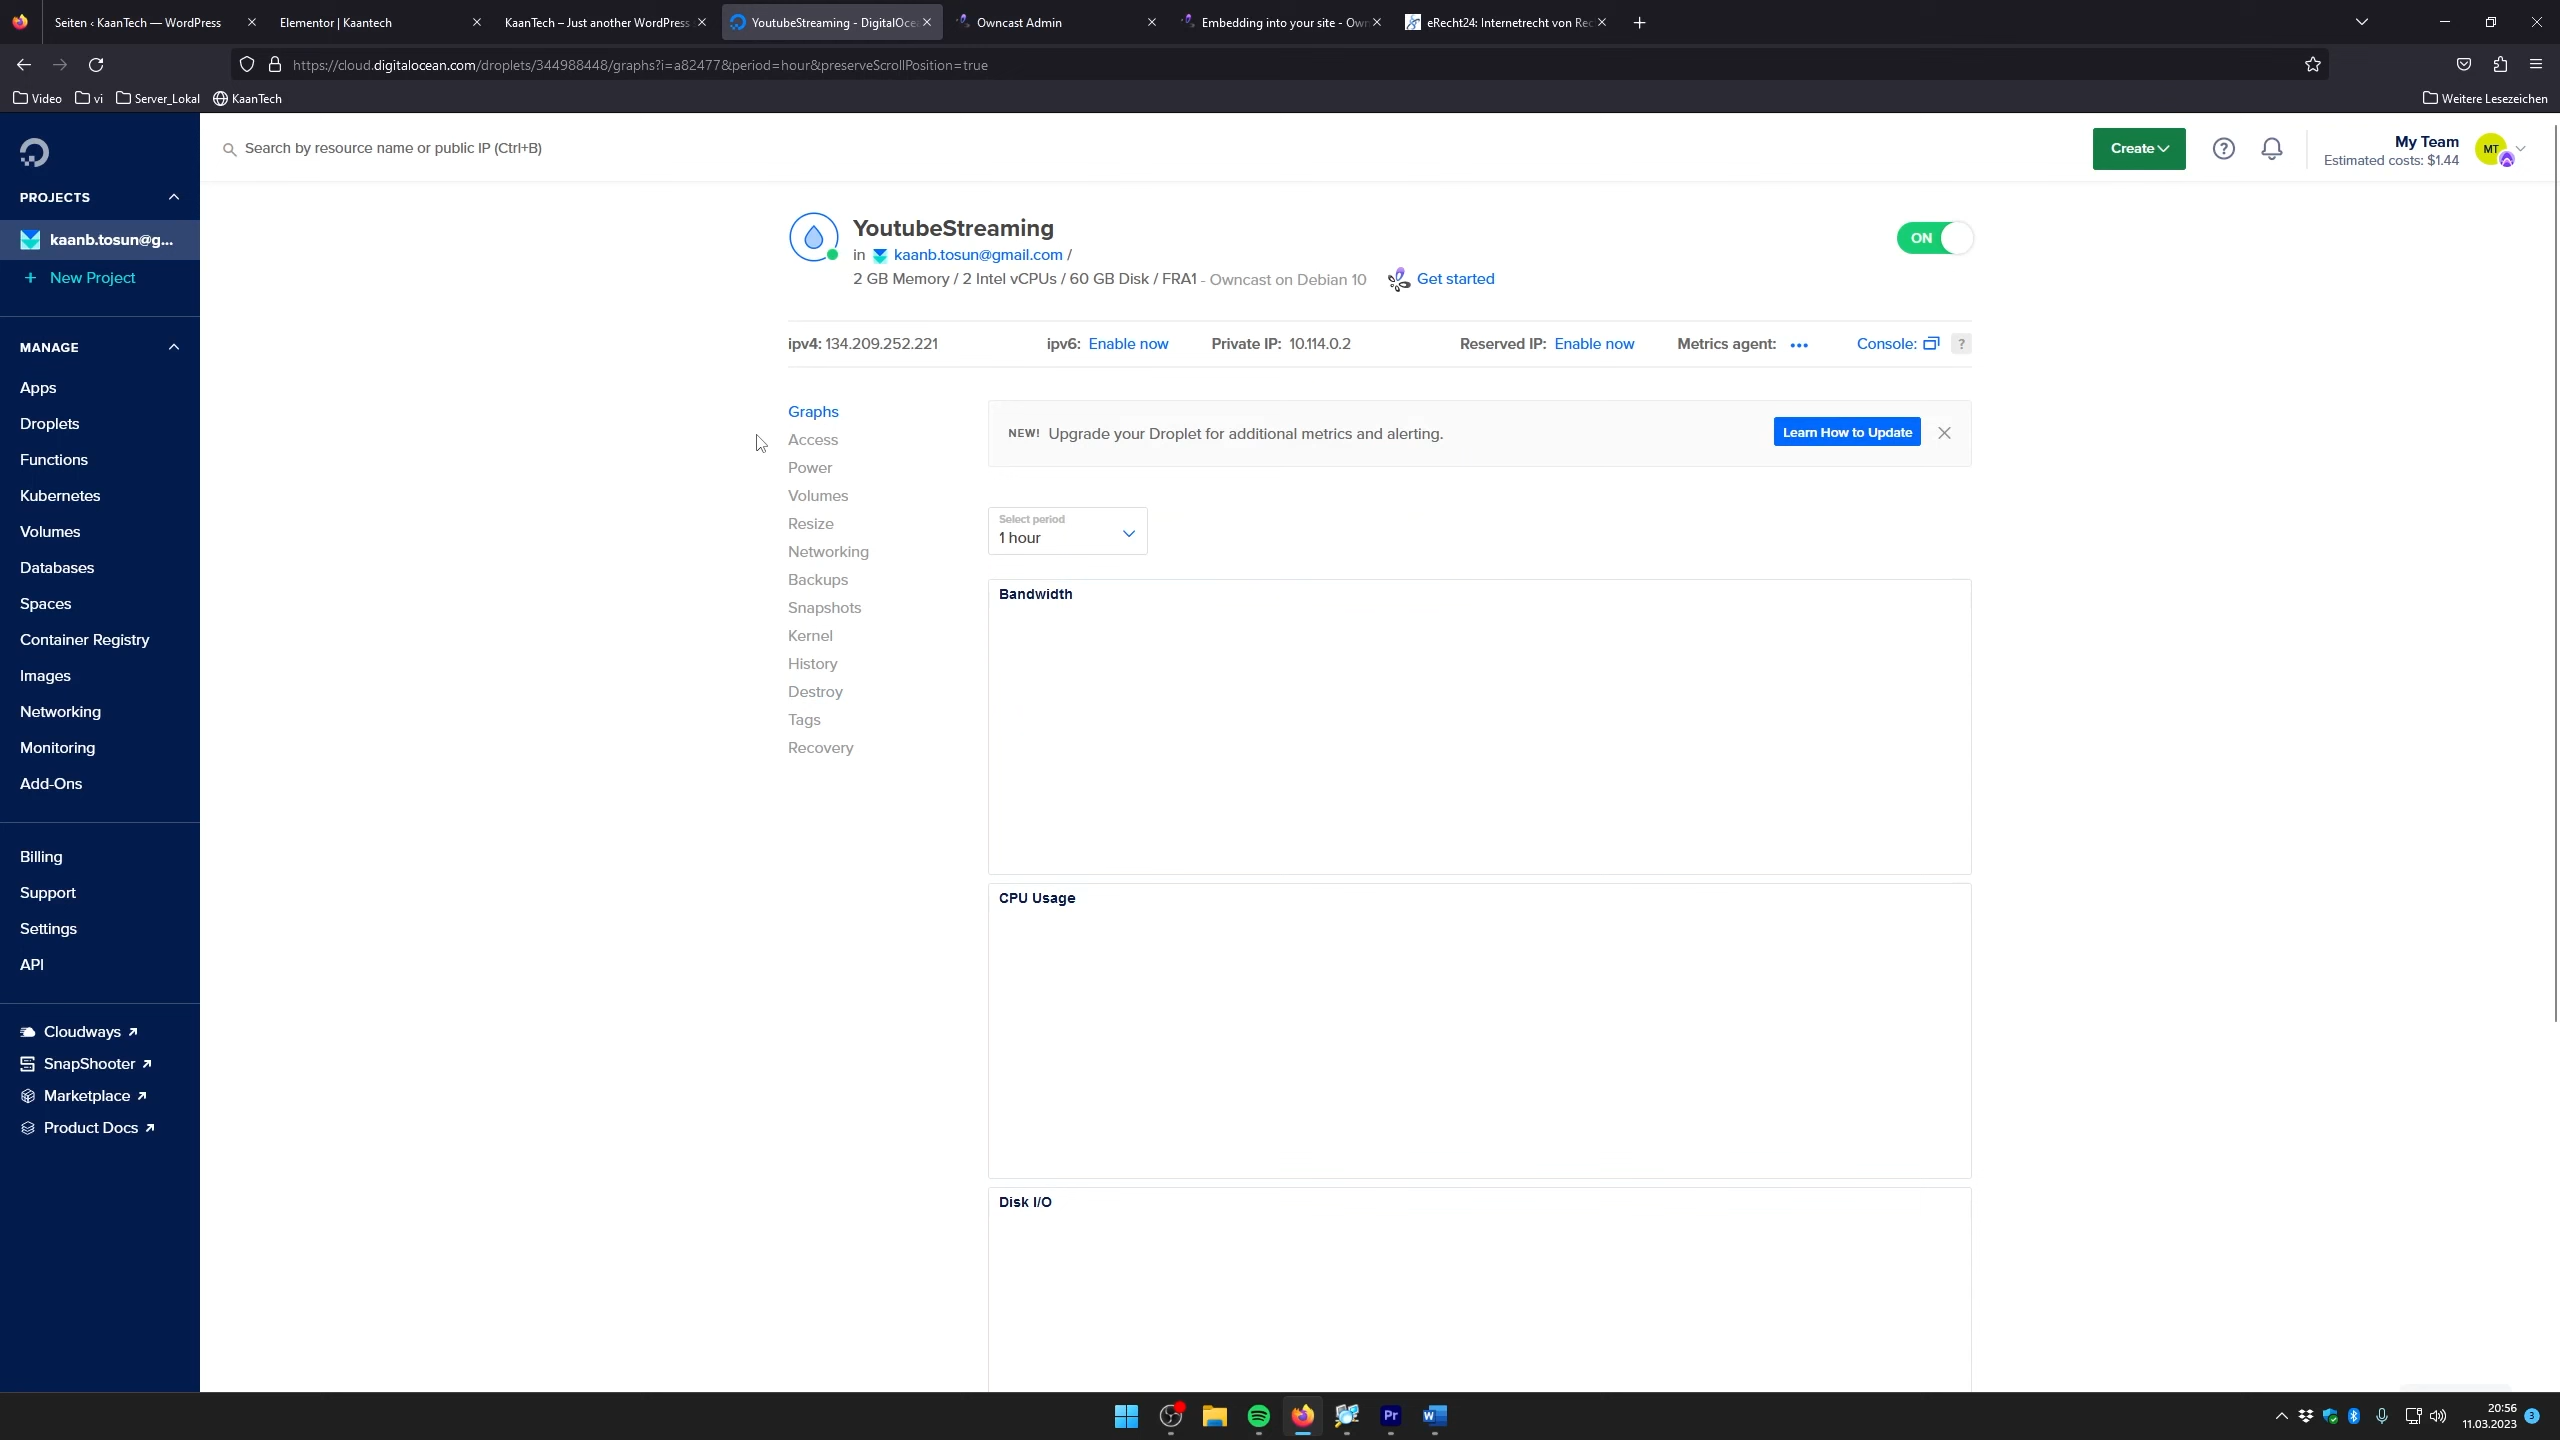 Seiten ‹ KaanTech — WordPress
Elementor | Kaantech
KaanTech – Just another WordPress
YoutubeStreaming - DigitalOce
Owncast Admin
Embedding into your site - Own
eRecht24: Internetrecht von Rec
https://cloud.digitalocean.com/droplets/344988448/graphs?i=a82477&period=hour&preserveScrollPosition=true
Video
vi
Server_Lokal
KaanTech
Weitere Lesezeichen
Search by resource name or public IP (Ctrl+B)
Create
My Team
Estimated costs: $1.44
MT
PROJECTS
kaanb.tosun@g...
+ New Project
MANAGE
Apps
Droplets
Functions
Kubernetes
Volumes
Databases
Spaces
Container Registry
Images
Networking
Monitoring
Add-Ons
Billing
Support
Settings
API
Cloudways
SnapShooter
Marketplace
Product Docs
YoutubeStreaming
in kaanb.tosun@gmail.com /
2 GB Memory / 2 Intel vCPUs / 60 GB Disk / FRA1 - Owncast on Debian 10
Get started
ON
ipv4: 134.209.252.221
ipv6: Enable now
Private IP: 10.114.0.2
Reserved IP: Enable now
Metrics agent: •••
Console:
?
Graphs
Access
Power
Volumes
Resize
Networking
Backups
Snapshots
Kernel
History
Destroy
Tags
Recovery
NEW! Upgrade your Droplet for additional metrics and alerting.
Learn How to Update
Select period
1 hour
Bandwidth
CPU Usage
Disk I/O
Pr
W
20:56
11.03.2023
3